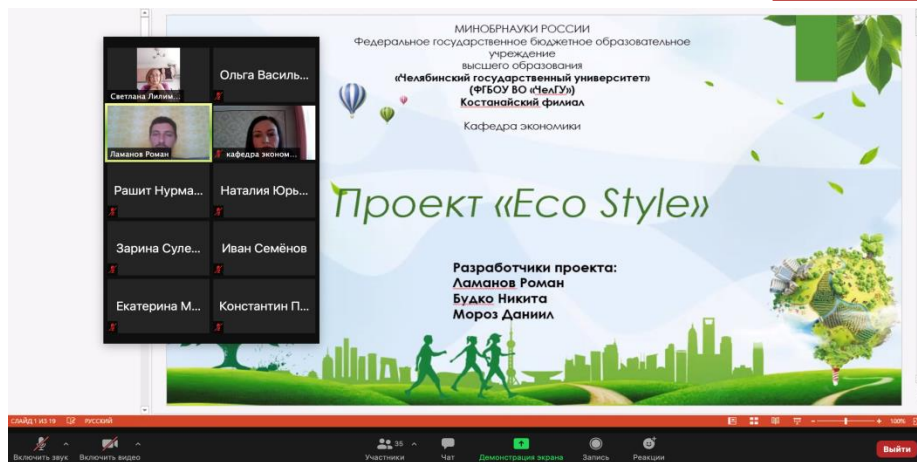 МИНОБРНАУКИ РОССИИ
Федеральное государственное бюджетное образовательное
учреждение
высшего образования
«Челябинский государственный университет»
(ФГБОУ ВО «ЧелГУ»)
Костанайский филиал
Кафедра экономики
Проект «Eco Style»
Разработчики проекта:
Ламанов Роман
Будко Никита
Мороз Даниил
Светлана Лилим...
Ольга Василь...
Ламанов Роман
кафедра эконом...
Рашит Нурма...
Наталия Юрь...
Зарина Суле...
Иван Семёнов
Екатерина М...
Константин П...
СЛАЙД 1 ИЗ 19
РУССКИЙ
100%
Включить звук
Включить видео
35
Участники
Чат
Демонстрация экрана
Запись
Реакции
Выйти